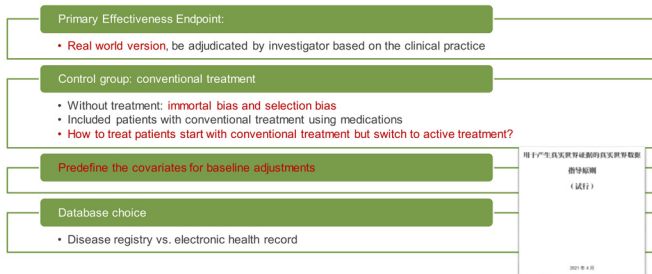 Primary Effectiveness Endpoint:
• Real world version, be adjudicated by investigator based on the clinical practice
Control group: conventional treatment
• Without treatment: immortal bias and selection bias
• Included patients with conventional treatment using medications
• How to treat patients start with conventional treatment but switch to active treatment?
Predefine the covariates for baseline adjustments
Database choice
• Disease registry vs. electronic health record
用于产生真实世界证据的真实世界数据
指导原则
（试行）
2021 年 4 月